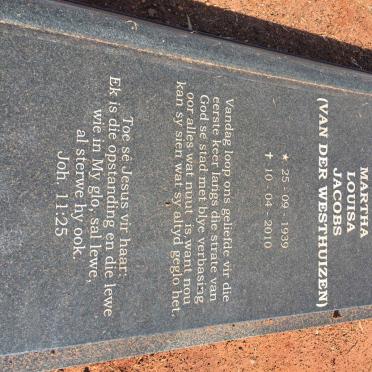 MARTHA
LOUISA
JACOBS
(VAN DER WESTHUIZEN)
★ 25 - 09 - 1939
✝ 10 - 04 - 2010
Vandag loop ons geliefde vir die
eerste keer langs die strate van
God se stad met blye verbasing
oor alles wat nuut is want nou
kan sy sien wat sy altyd geglo het.
Toe sê Jesus vir haar:
Ek is die opstanding en die lewe
wie in My glo, sal lewe,
al sterwe hy ook.
Joh. 11:25